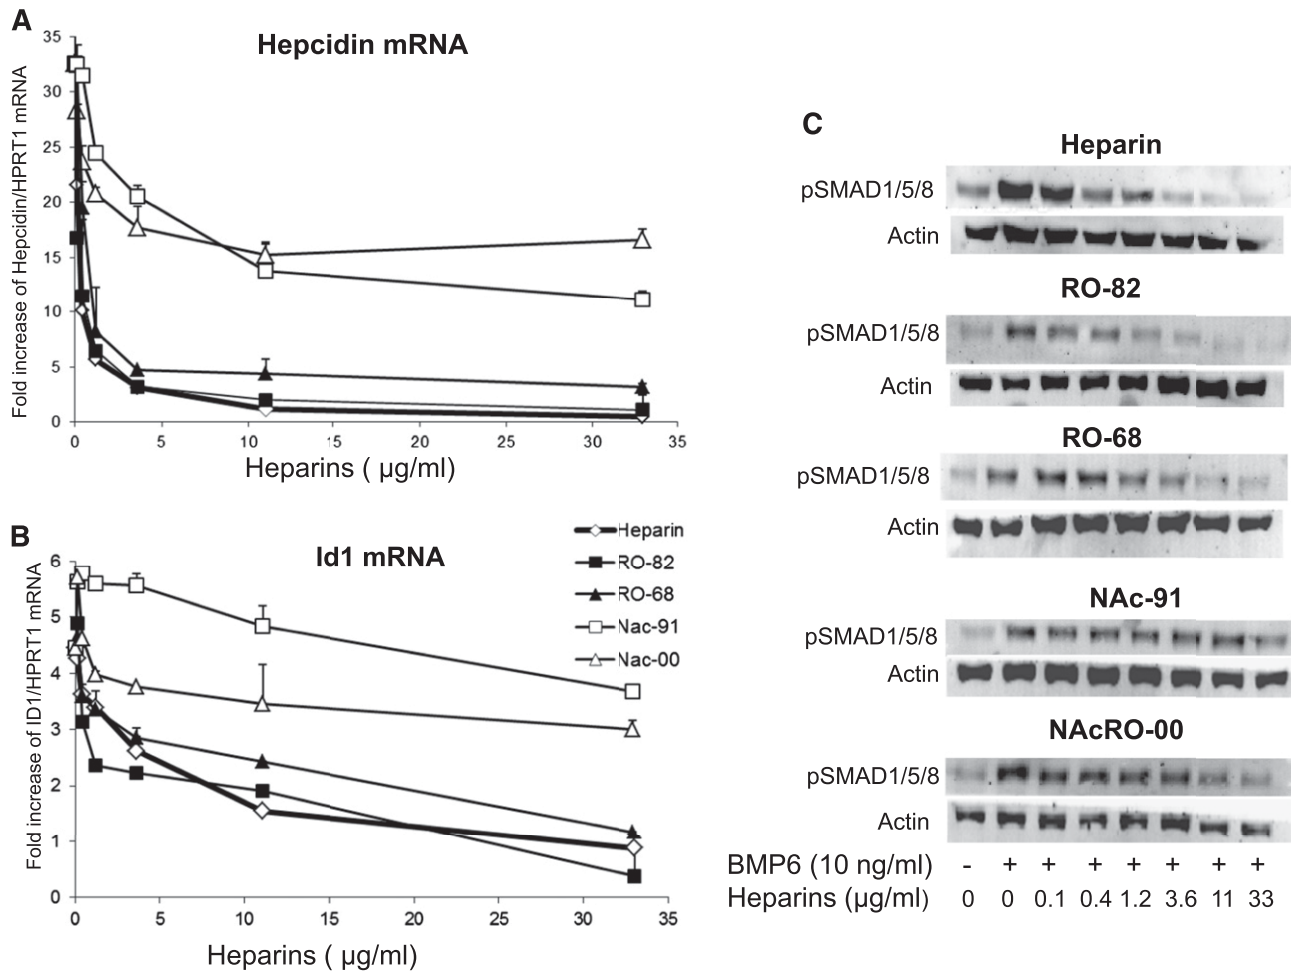 A
Hepcidin mRNA
Fold increase of Hepcidin/HPRT1 mRNA
35
30
25
20
15
10
5
0
0 5 10 15 20 25 30 35
Heparins ( µg/ml)
B
Id1 mRNA
Fold increase of ID1/HPRT1 mRNA
6
5
4
3
2
1
0
0 5 10 15 20 25 30 35
Heparins ( µg/ml)
Heparin
RO-82
RO-68
Nac-91
Nac-00
C
Heparin
pSMAD1/5/8
Actin
RO-82
pSMAD1/5/8
Actin
RO-68
pSMAD1/5/8
Actin
NAc-91
pSMAD1/5/8
Actin
NAcRO-00
pSMAD1/5/8
Actin
BMP6 (10 ng/ml) - + + + + + + +
Heparins (µg/ml) 0 0 0.1 0.4 1.2 3.6 11 33